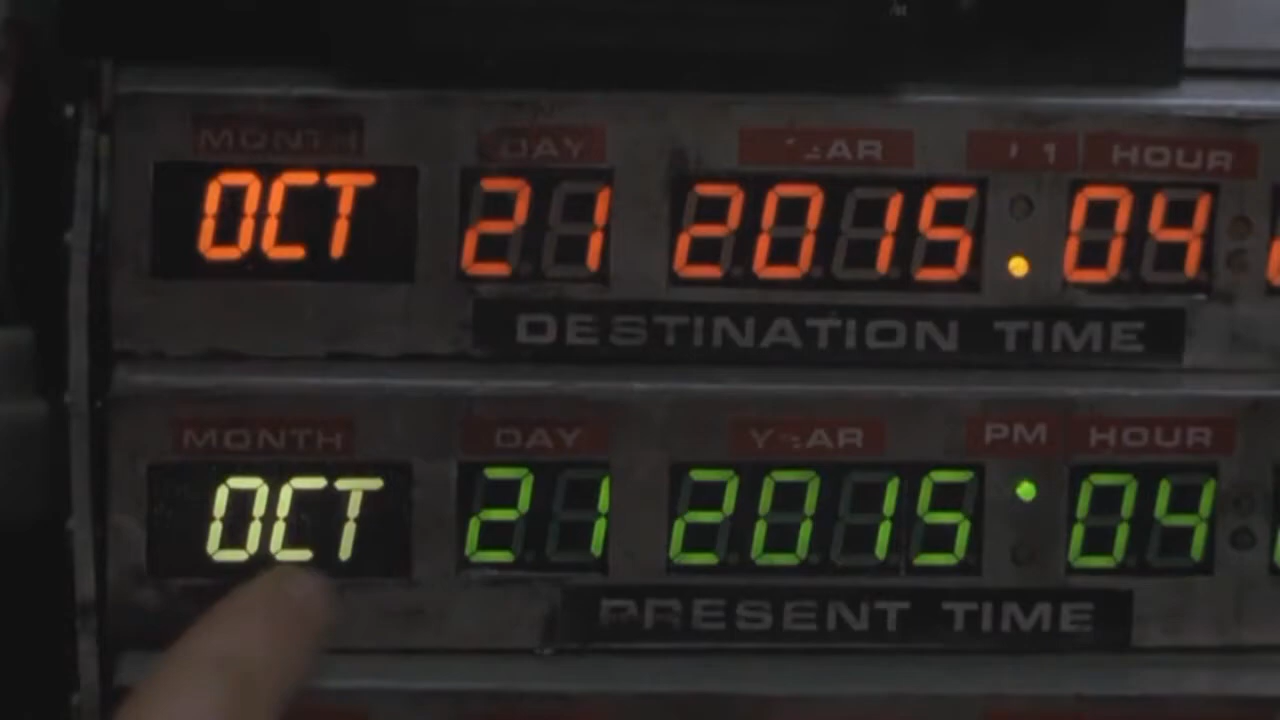 MONTH DAY HOUR
OCT 21 2015 04
DESTINATION TIME
MONTH DAY YEAR PM HOUR
OCT 21 2015 04
PRESENT TIME